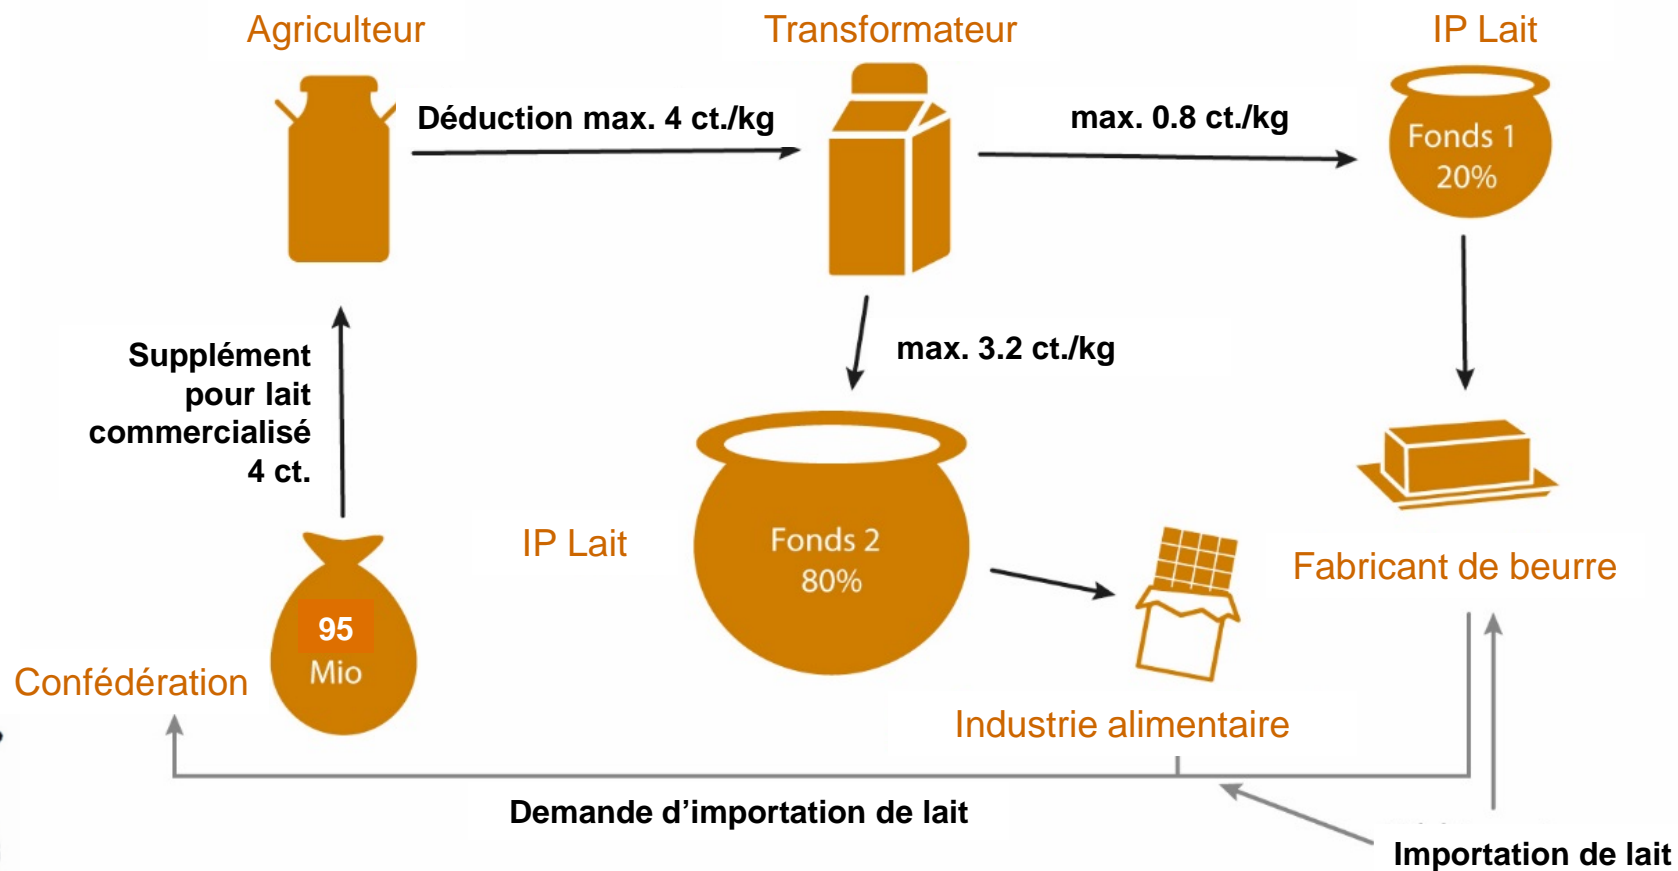 Agriculteur
Transformateur
IP Lait
Déduction max. 4 ct./kg
max. 0.8 ct./kg
Fonds 1
20%
Supplément
pour lait
commercialisé
4 ct.
max. 3.2 ct./kg
IP Lait
Fonds 2
80%
Fabricant de beurre
95
Mio
Confédération
Industrie alimentaire
Demande d’importation de lait
Importation de lait